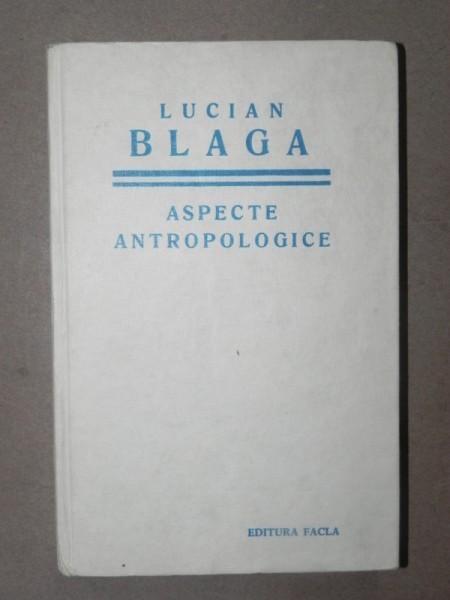 LUCIAN
BLAGA
ASPECTE
ANTROPOLOGICE
EDITURA FACLA